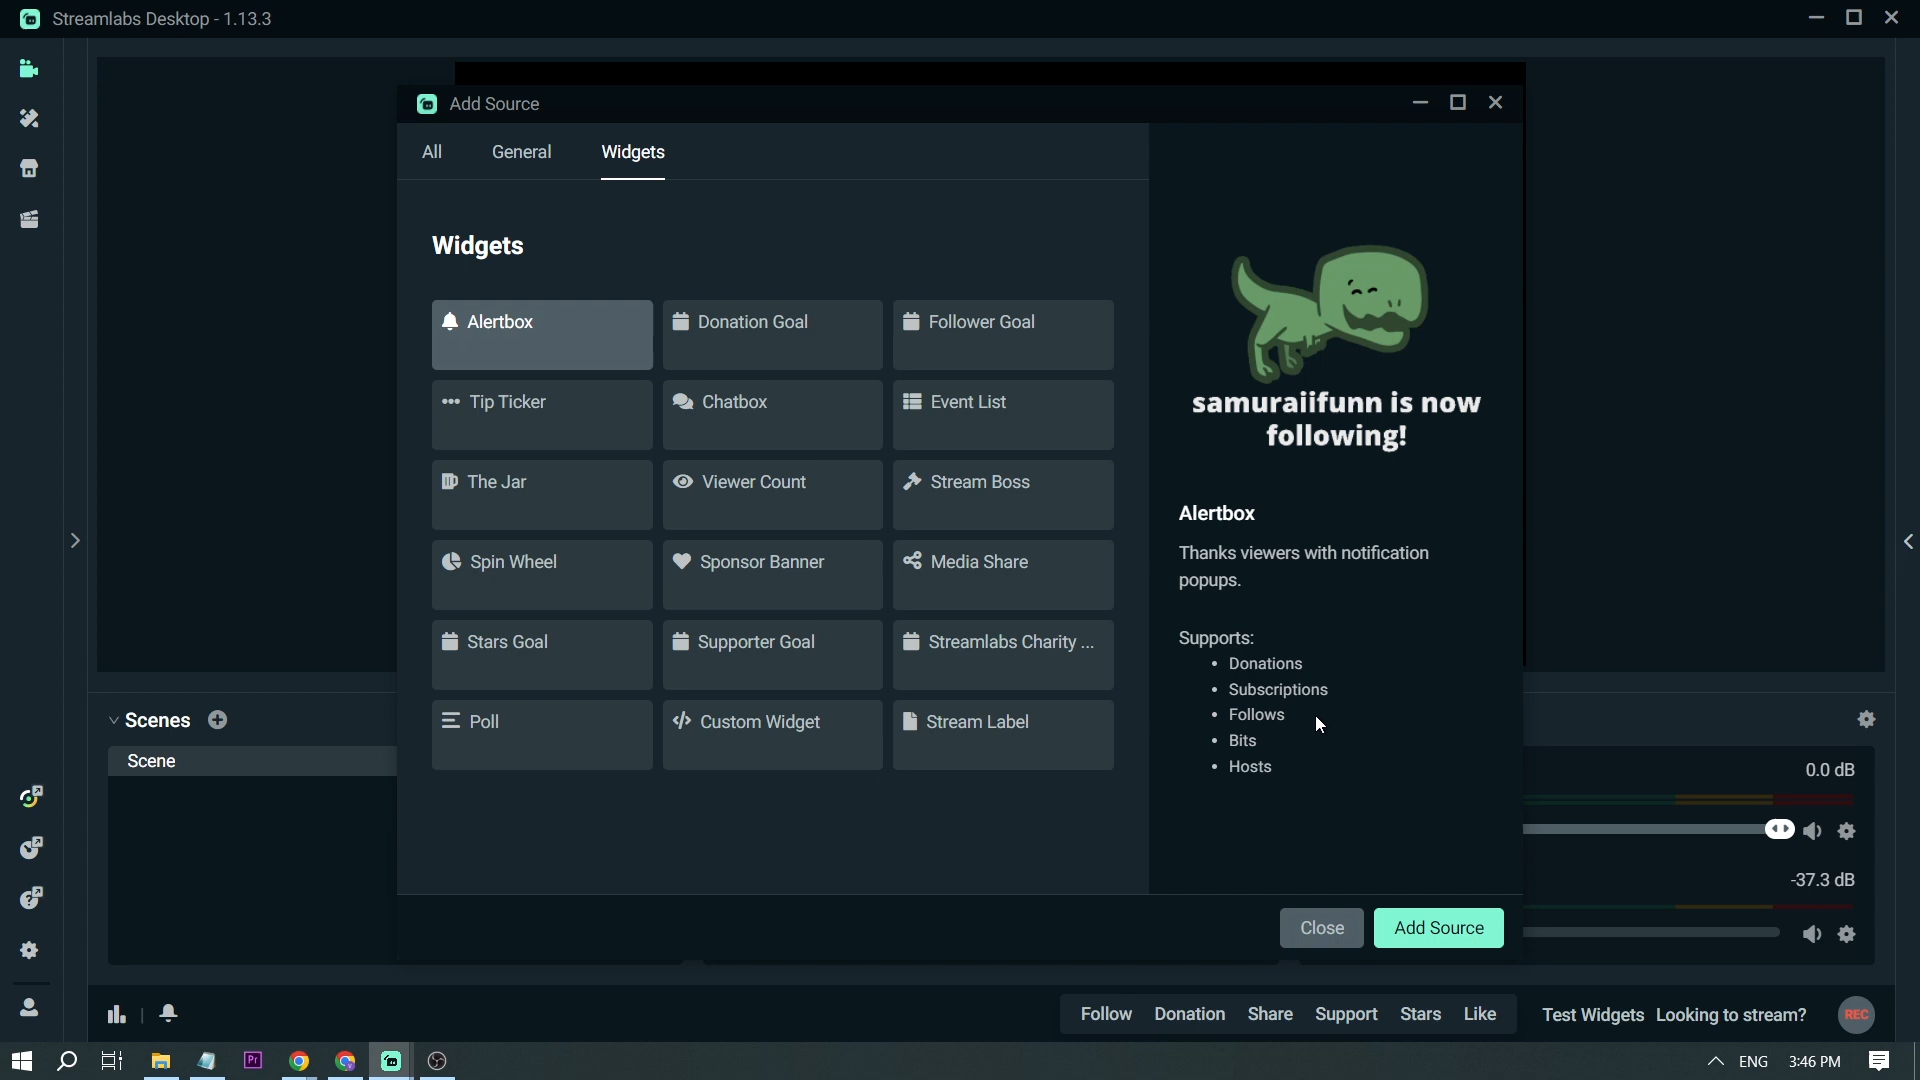 Streamlabs Desktop - 1.13.3
Add Source
All General Widgets
Widgets
Alertbox Donation Goal Follower Goal
Tip Ticker Chatbox Event List
The Jar Viewer Count Stream Boss
Spin Wheel Sponsor Banner Media Share
Stars Goal Supporter Goal Streamlabs Charity ...
Poll Custom Widget Stream Label
samuraiifunn is now
following!
Alertbox
Thanks viewers with notification
popups.
Supports:
• Donations
• Subscriptions
• Follows
• Bits
• Hosts
Close Add Source
Scenes
Scene
0.0 dB
-37.3 dB
Follow Donation Share Support Stars Like Test Widgets Looking to stream? REC
Pr ENG 3:46 PM